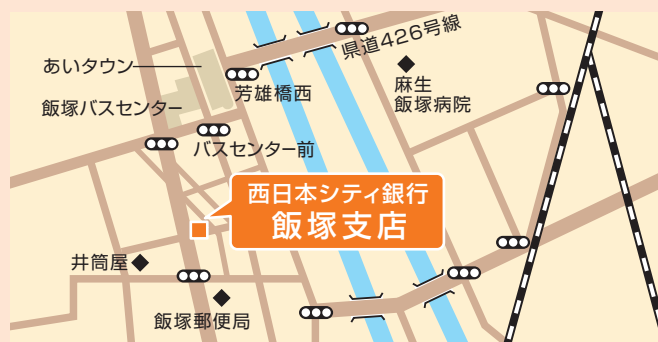 県道426号線
あいタウン
芳雄橋西
麻生
飯塚病院
飯塚バスセンター
バスセンター前
西日本シティ銀行
飯塚支店
井筒屋
飯塚郵便局